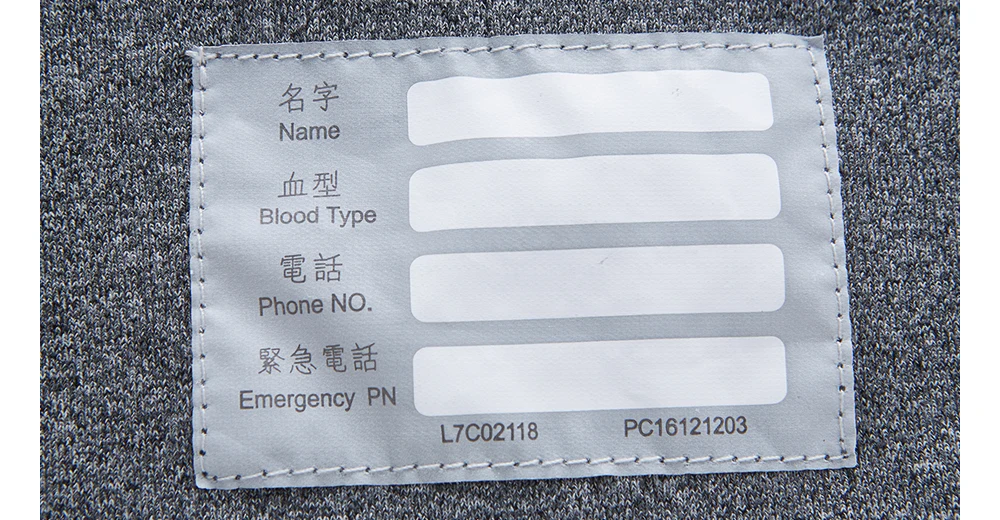 名字
Name
血型
Blood Type
電話
Phone NO.
緊急電話
Emergency PN
L7C02118 PC16121203